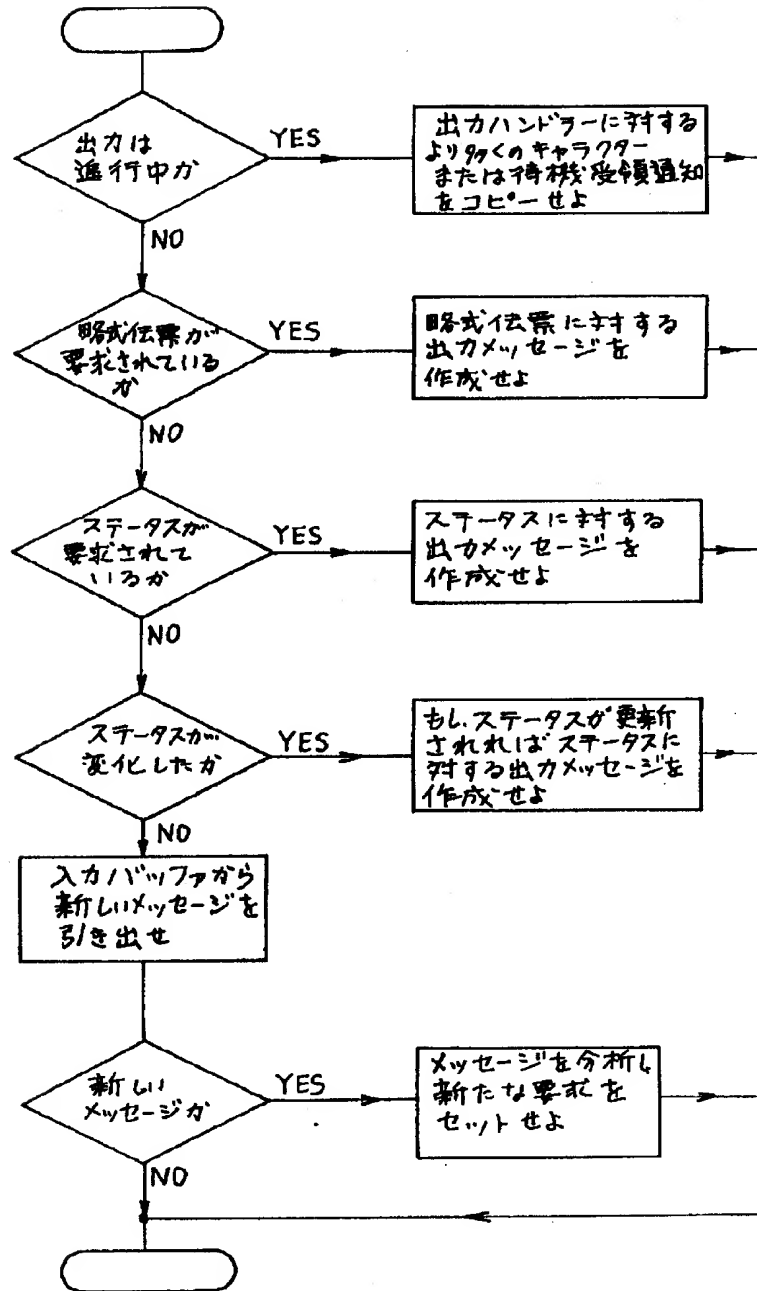 出力は
進行中か
YES
出力ハンドラーに対する
より多くのキャラクター
または待機受領通知
をコピーせよ
NO
略式伝票が
要求されている
か
YES
略式伝票に対する
出力メッセージを
作成せよ
NO
ステータスが
要求されて
いるか
YES
ステータスに対する
出力メッセージを
作成せよ
NO
ステータスが
変化したか
YES
もし、ステータスが更新
されればステータスに
対する出力メッセージを
作成せよ
NO
入力バッファから
新しいメッセージを
引き出せ
新しい
メッセージか
YES
メッセージを分析し
新たな要求を
セットせよ
NO